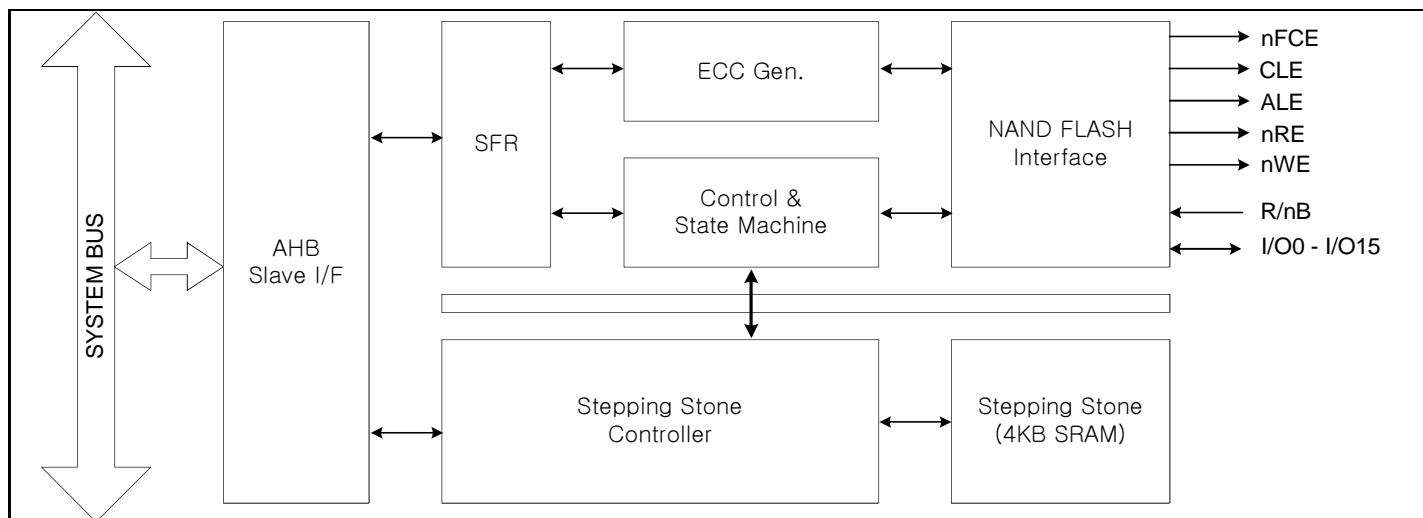 SYSTEM BUS
AHB
Slave I/F
SFR
ECC Gen.
Control &
State Machine
NAND FLASH
Interface
nFCE
CLE
ALE
nRE
nWE
R/nB
I/O0 - I/O15
Stepping Stone
Controller
Stepping Stone
(4KB SRAM)